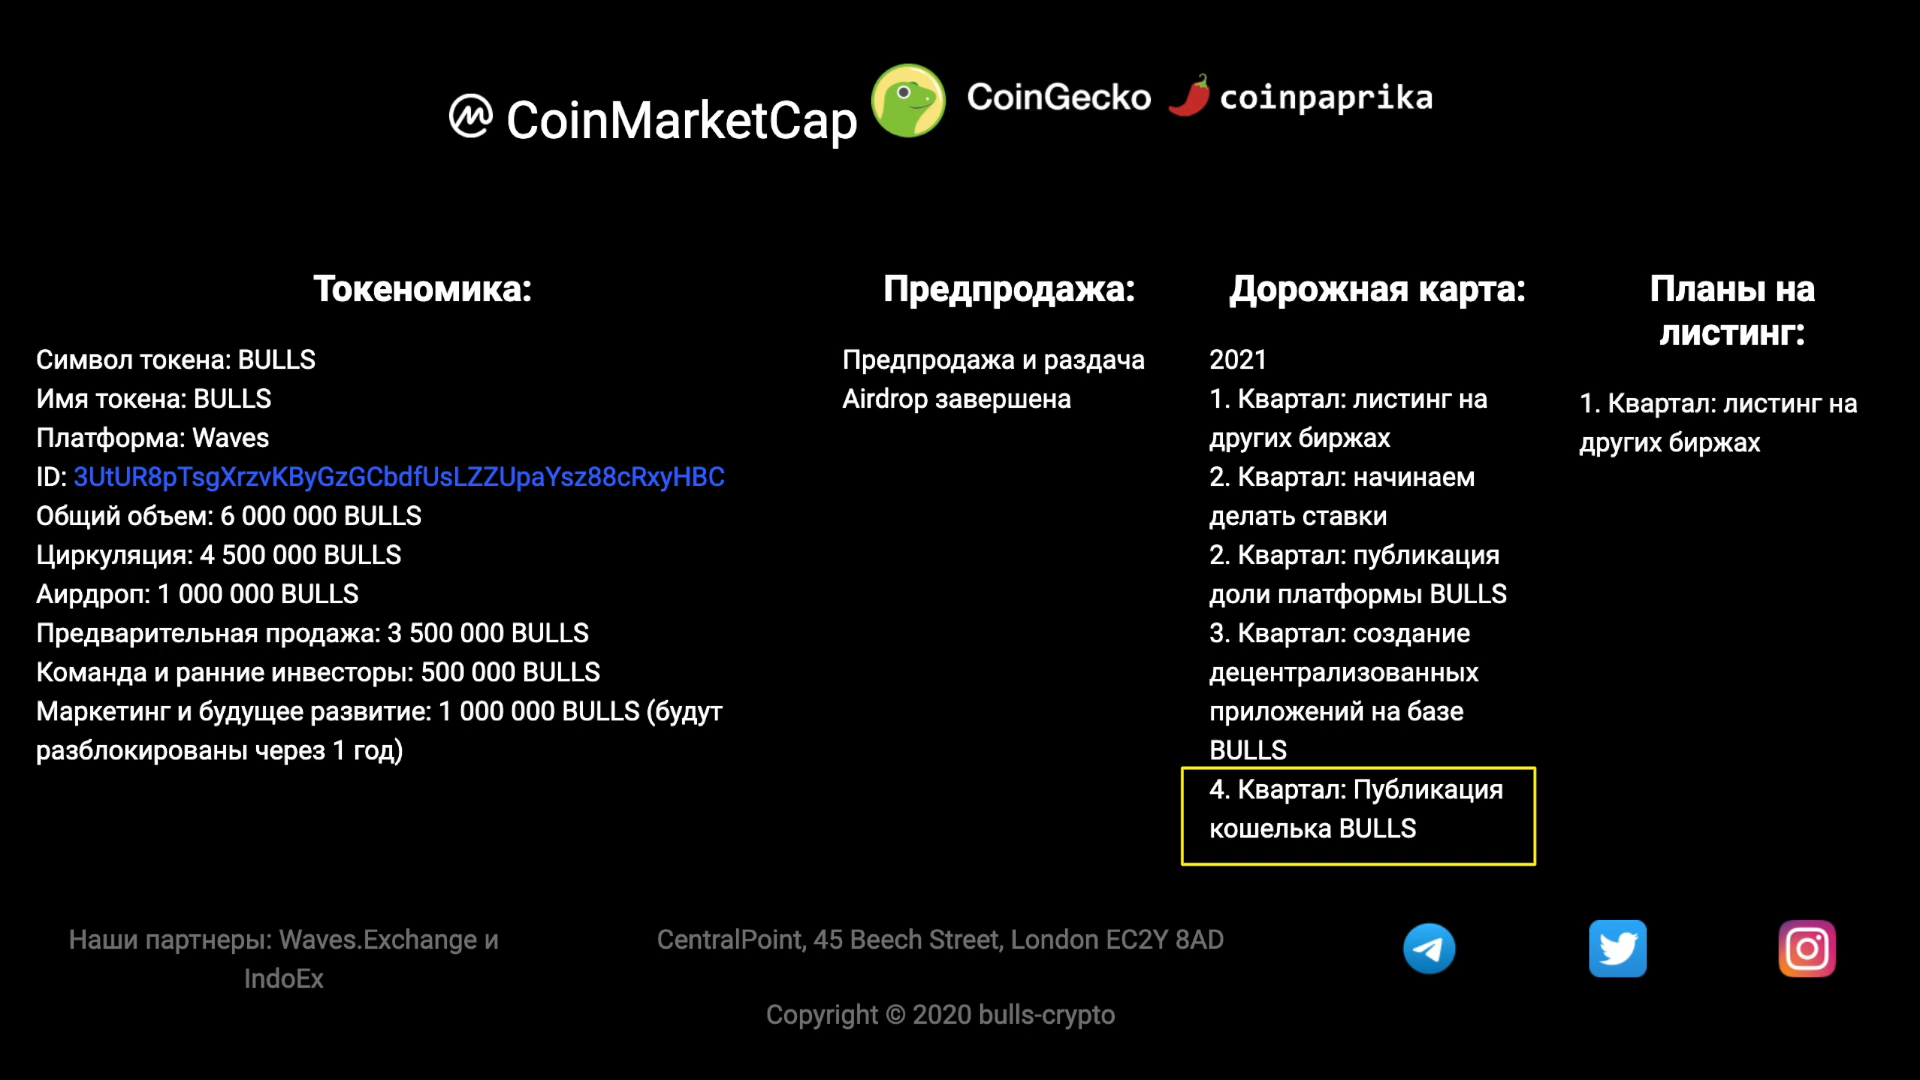 CoinMarketCap
CoinGecko
coinpaprika
Токеномика:
Символ токена: BULLS
Имя токена: BULLS
Платформа: Waves
ID: 3UtUR8pTsgXrzvKByGzGCbdfUsLZZUpaYsz88cRxyHBC
Общий объем: 6 000 000 BULLS
Циркуляция: 4 500 000 BULLS
Аирдроп: 1 000 000 BULLS
Предварительная продажа: 3 500 000 BULLS
Команда и ранние инвесторы: 500 000 BULLS
Маркетинг и будущее развитие: 1 000 000 BULLS (будут
разблокированы через 1 год)
Предпродажа:
Предпродажа и раздача
Airdrop завершена
Дорожная карта:
2021
1. Квартал: листинг на
других биржах
2. Квартал: начинаем
делать ставки
2. Квартал: публикация
доли платформы BULLS
3. Квартал: создание
децентрализованных
приложений на базе
BULLS
4. Квартал: Публикация
кошелька BULLS
Планы на
листинг:
1. Квартал: листинг на
других биржах
Наши партнеры: Waves.Exchange и
IndoEx
CentralPoint, 45 Beech Street, London EC2Y 8AD
Copyright © 2020 bulls-crypto